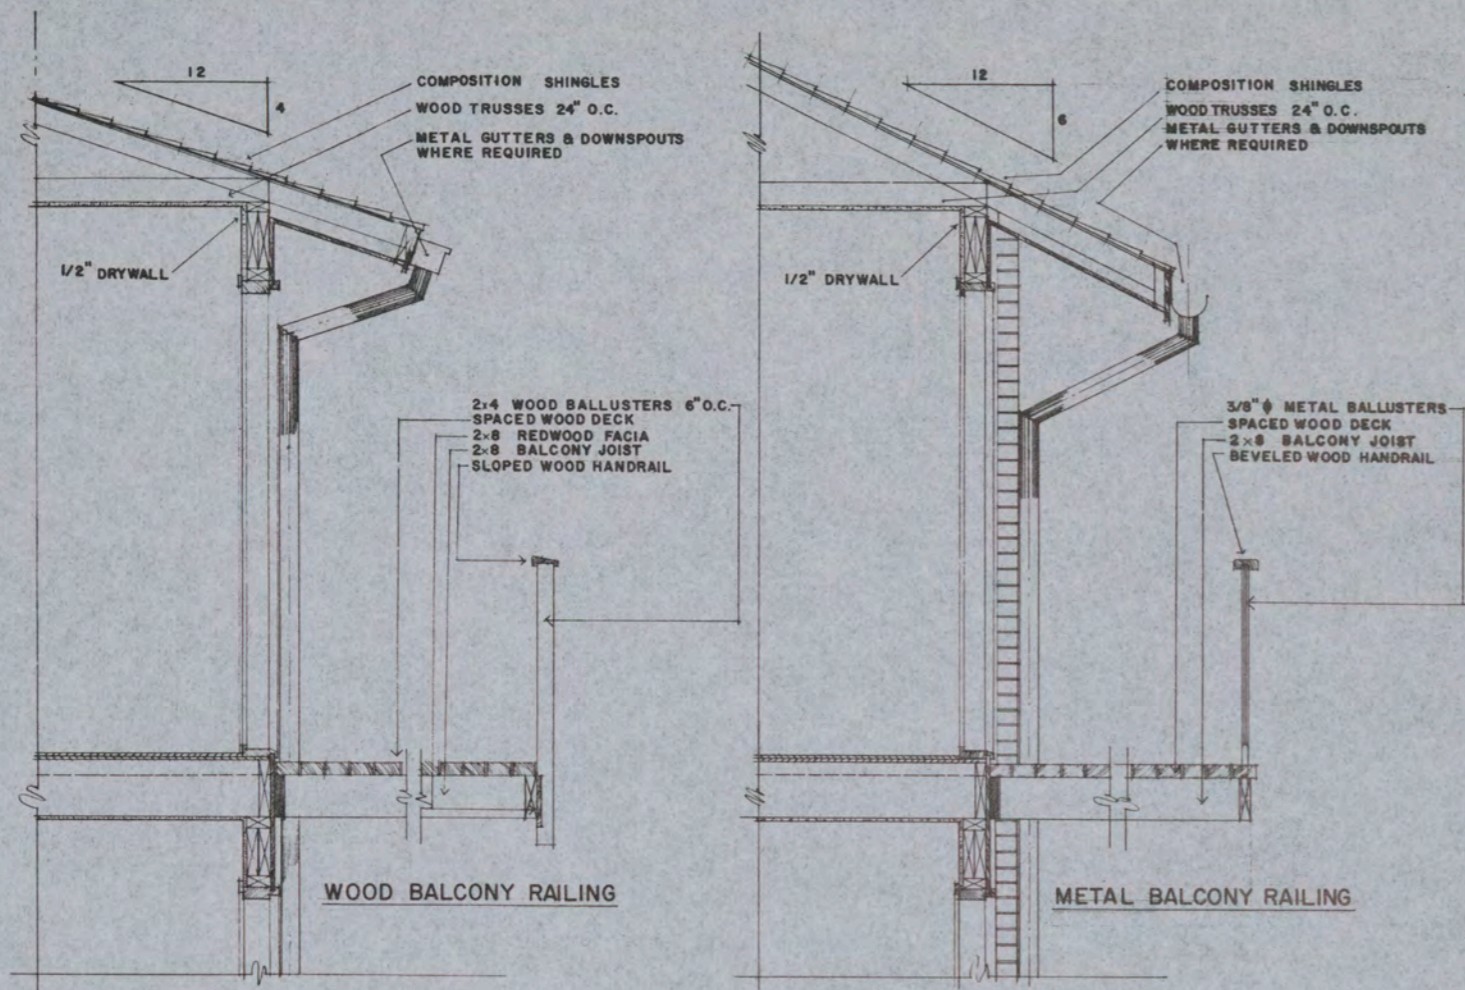 12
4
COMPOSITION SHINGLES
WOOD TRUSSES 24" O.C.
METAL GUTTERS & DOWNSPOUTS
WHERE REQUIRED
1/2" DRYWALL
2x4 WOOD BALLUSTERS 6" O.C.
SPACED WOOD DECK
2x8 REDWOOD FACIA
2x8 BALCONY JOIST
SLOPED WOOD HANDRAIL
WOOD BALCONY RAILING
12
6
COMPOSITION SHINGLES
WOOD TRUSSES 24" O.C.
METAL GUTTERS & DOWNSPOUTS
WHERE REQUIRED
1/2" DRYWALL
3/8" ϕ METAL BALLUSTERS
SPACED WOOD DECK
2x8 BALCONY JOIST
BEVELED WOOD HANDRAIL
METAL BALCONY RAILING